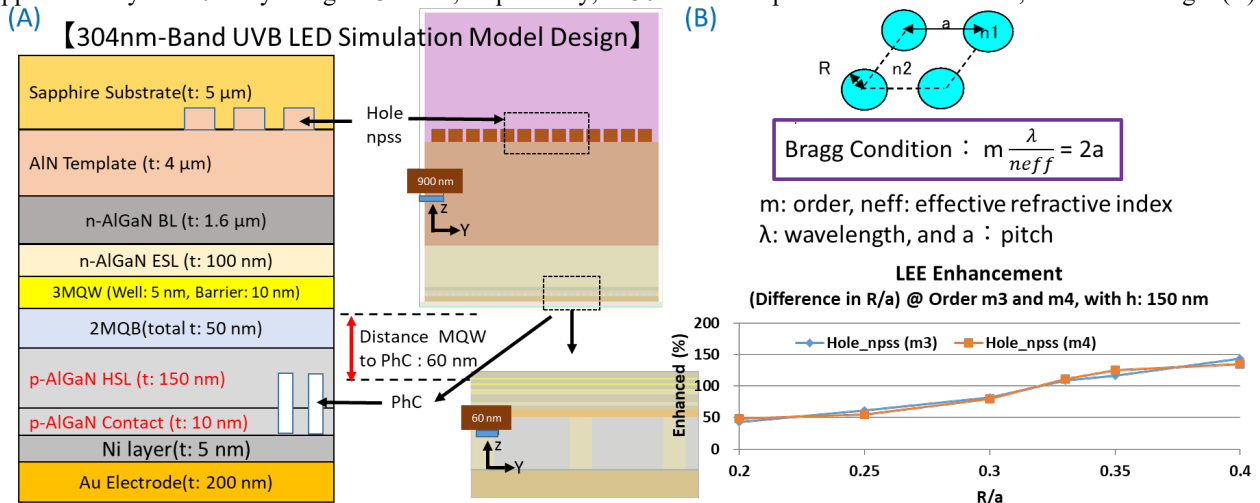 (A)
【304nm-Band UVB LED Simulation Model Design】
Sapphire Substrate(t: 5 µm)
AlN Template (t: 4 µm)
n-AlGaN BL (t: 1.6 µm)
n-AlGaN ESL (t: 100 nm)
3MQW (Well: 5 nm, Barrier: 10 nm)
2MQB(total t: 50 nm)
p-AlGaN HSL (t: 150 nm)
p-AlGaN Contact (t: 10 nm)
Ni layer(t: 5 nm)
Au Electrode(t: 200 nm)
Hole
npss
900 nm
z
Y
Distance MQW
to PhC : 60 nm
PhC
60 nm
z
Y
(B)
a
n1
R
n2
Bragg Condition : m λ/neff = 2a
m: order, neff: effective refractive index
λ: wavelength, and a : pitch
LEE Enhancement
(Difference in R/a) @ Order m3 and m4, with h: 150 nm
Hole_npss (m3)
Hole_npss (m4)
Enhanced (%)
200
150
100
50
0
0.2
0.25
0.3
0.35
0.4
R/a